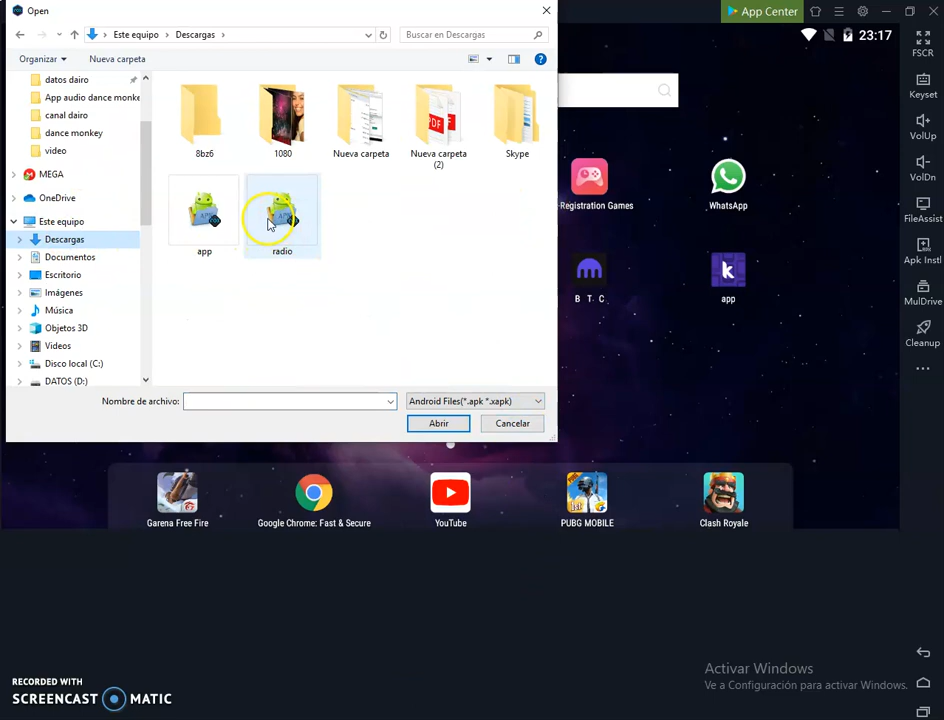 Open
App Center
Este equipo
Descargas
Buscar en Descargas
23:17
Organizar
Nueva carpeta
FSCR
datos dairo
App audio dance monke
canal dairo
dance monkey
video
MEGA
OneDrive
Este equipo
Descargas
Documentos
Escritorio
Imágenes
Música
Objetos 3D
Videos
Disco local (C:)
DATOS (D:)
8bz6
1080
Nueva carpeta
Nueva carpeta
(2)
Skype
app
radio
Nombre de archivo:
Android Files(*.apk *.xapk)
Abrir
Cancelar
Registration Games
WhatsApp
B T C
app
Keyset
VolUp
VolDn
FileAssist
Apk Instl
MulDrive
Cleanup
Garena Free Fire
Google Chrome: Fast & Secure
YouTube
PUBG MOBILE
Clash Royale
Activar Windows
Ve a Configuración para activar Windows.
RECORDED WITH
SCREENCAST MATIC